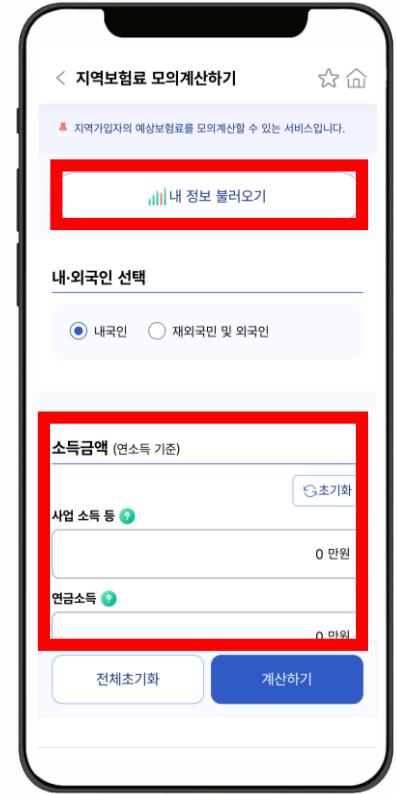 지역보험료 모의계산하기
지역가입자의 예상보험료를 모의계산할 수 있는 서비스입니다.
내 정보 불러오기
내·외국인 선택
내국인 재외국민 및 외국인
소득금액 (연소득 기준)
초기화
사업 소득 등 ?
0 만원
연금소득 ?
0 만원
전체초기화 계산하기